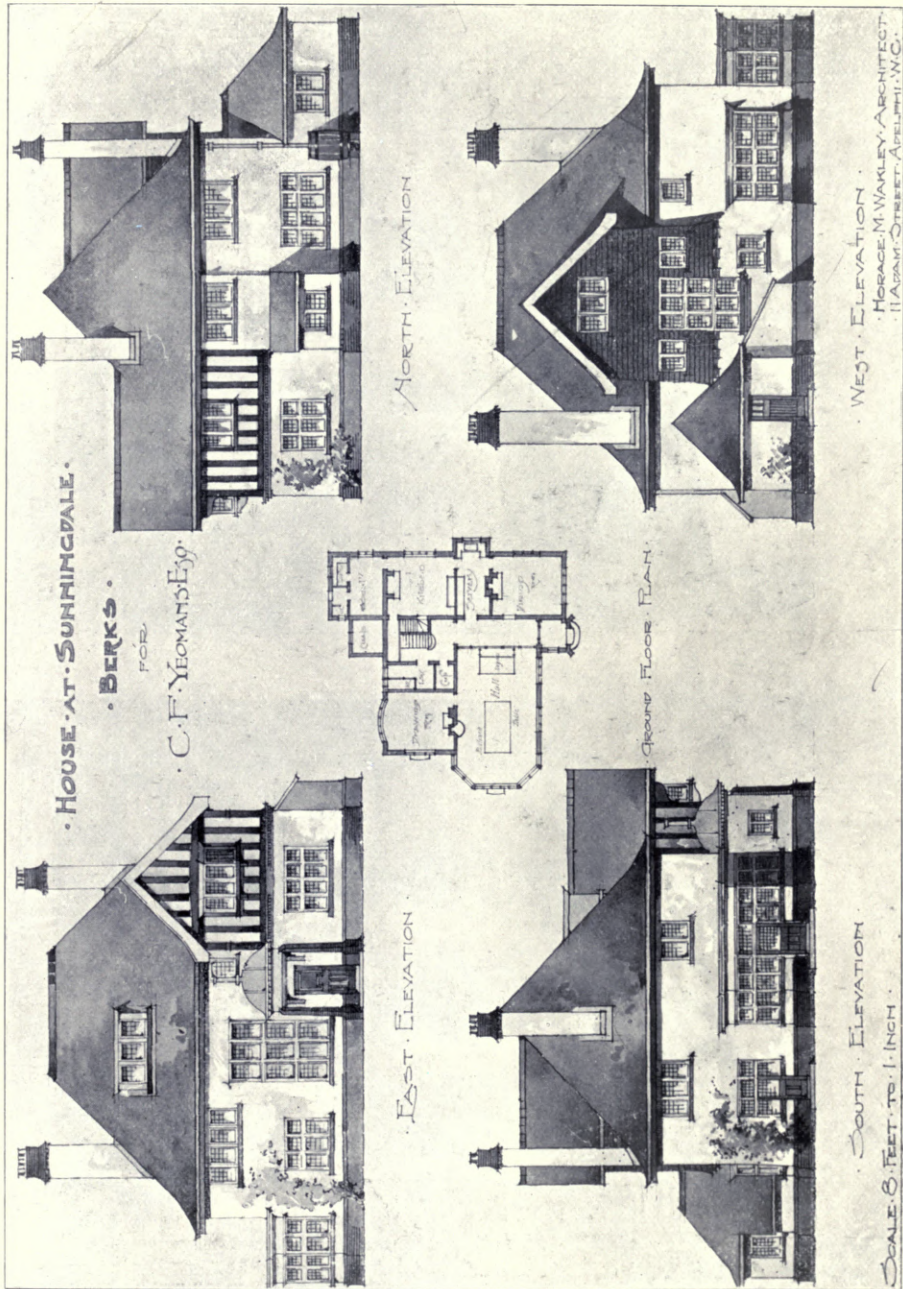 ·HOUSE·AT·SUNNINGDALE·
·BERKS·
FOR
·C·F·YEOMANS·Esq·
·EAST·ELEVATION·
NORTH·ELEVATION
Kitchen
Servery
Hall
GROUND·FLOOR·PLAN·
·SOUTH·ELEVATION·
WEST·ELEVATION·
SCALE·8·FEET·TO·1·INCH·
·HORACE·M·WAKLEY·ARCHITECT·
11·ADAM·STREET·ADELPHI·W·C·